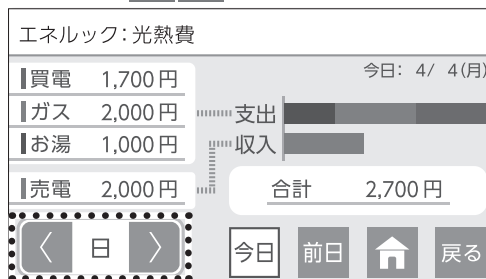 エネルック：光熱費
今日： 4/ 4(月)
買電 1,700円
ガス 2,000円
お湯 1,000円
売電 2,000円
支出
収入
合計 2,700円
〈 日 〉
今日 前日 戻る